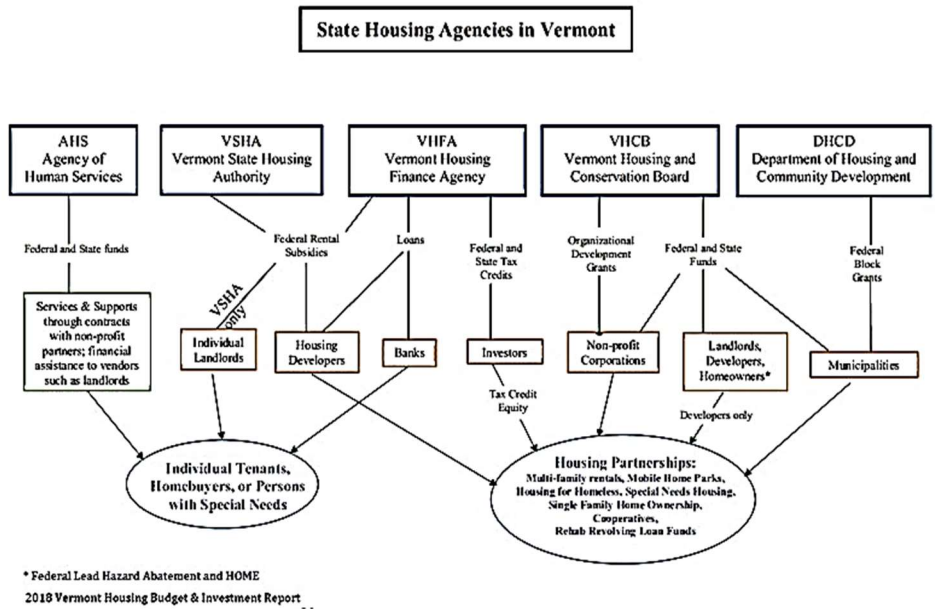 State Housing Agencies in Vermont
AHS
Agency of
Human Services
VSHA
Vermont State Housing
Authority
VHFA
Vermont Housing
Finance Agency
VHCB
Vermont Housing and
Conservation Board
DHCD
Department of Housing and
Community Development
Federal and State funds
Federal Rental
Subsidies
Loans
Federal and
State Tax
Credits
Organizational
Development
Grants
Federal and State
Funds
Federal
Block
Grants
VSHA
only
Services & Supports
through contracts
with non-profit
partners; financial
assistance to vendors
such as landlords
Individual
Landlords
Housing
Developers
Banks
Investors
Non-profit
Corporations
Landlords,
Developers,
Homeowners*
Municipalities
Tax Credit
Equity
Developers only
Individual Tenants,
Homebuyers, or Persons
with Special Needs
Housing Partnerships:
Multi-family rentals, Mobile Home Parks,
Housing for Homeless, Special Needs Housing,
Single Family Home Ownership,
Cooperatives,
Rehab Revolving Loan Funds
* Federal Lead Hazard Abatement and HOME
2018 Vermont Housing Budget & Investment Report